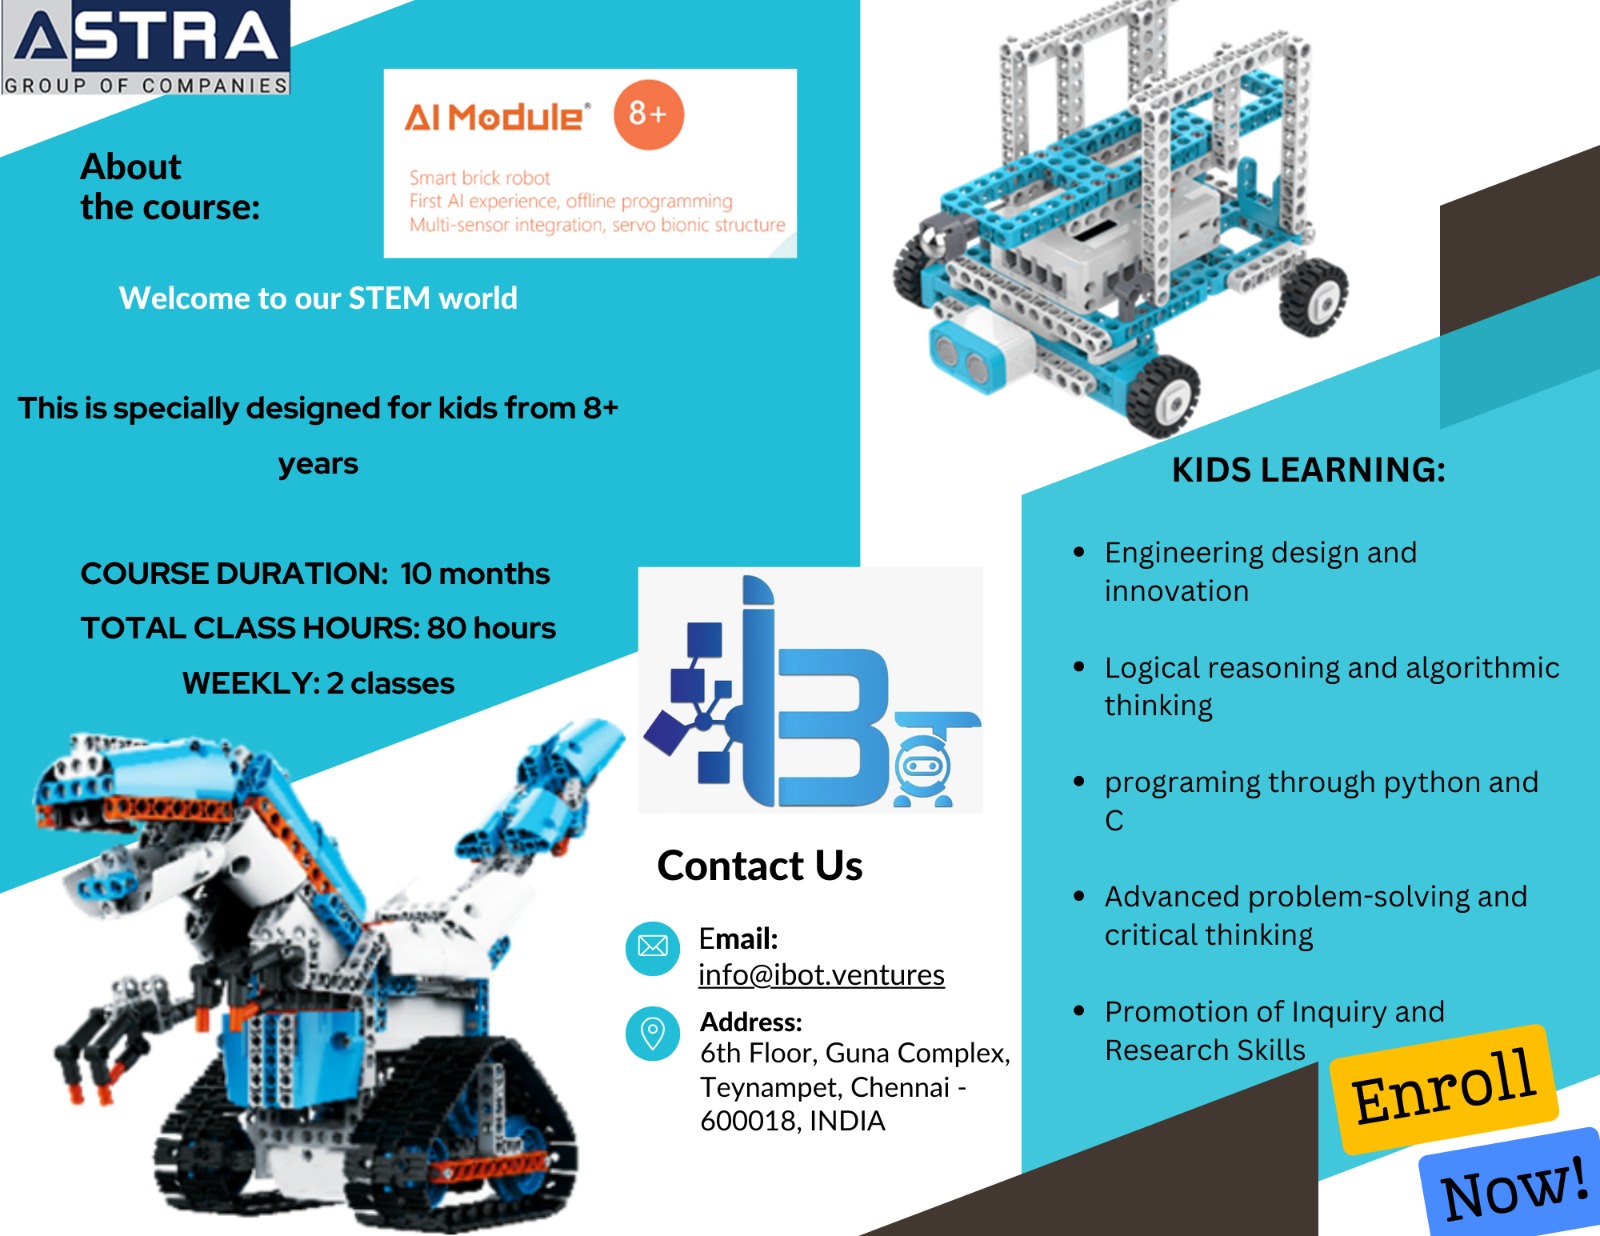 ASTRA
GROUP OF COMPANIES
AI Module® 8+
Smart brick robot
First AI experience, offline programming
Multi-sensor integration, servo bionic structure
About
the course:
Welcome to our STEM world
This is specially designed for kids from 8+
years
COURSE DURATION: 10 months
TOTAL CLASS HOURS: 80 hours
WEEKLY: 2 classes
IBOT
Contact Us
Email:
info@ibot.ventures
Address:
6th Floor, Guna Complex,
Teynampet, Chennai -
600018, INDIA
KIDS LEARNING:
• Engineering design and
innovation
• Logical reasoning and algorithmic
thinking
• programing through python and
C
• Advanced problem-solving and
critical thinking
• Promotion of Inquiry and
Research Skills
Enroll
Now!